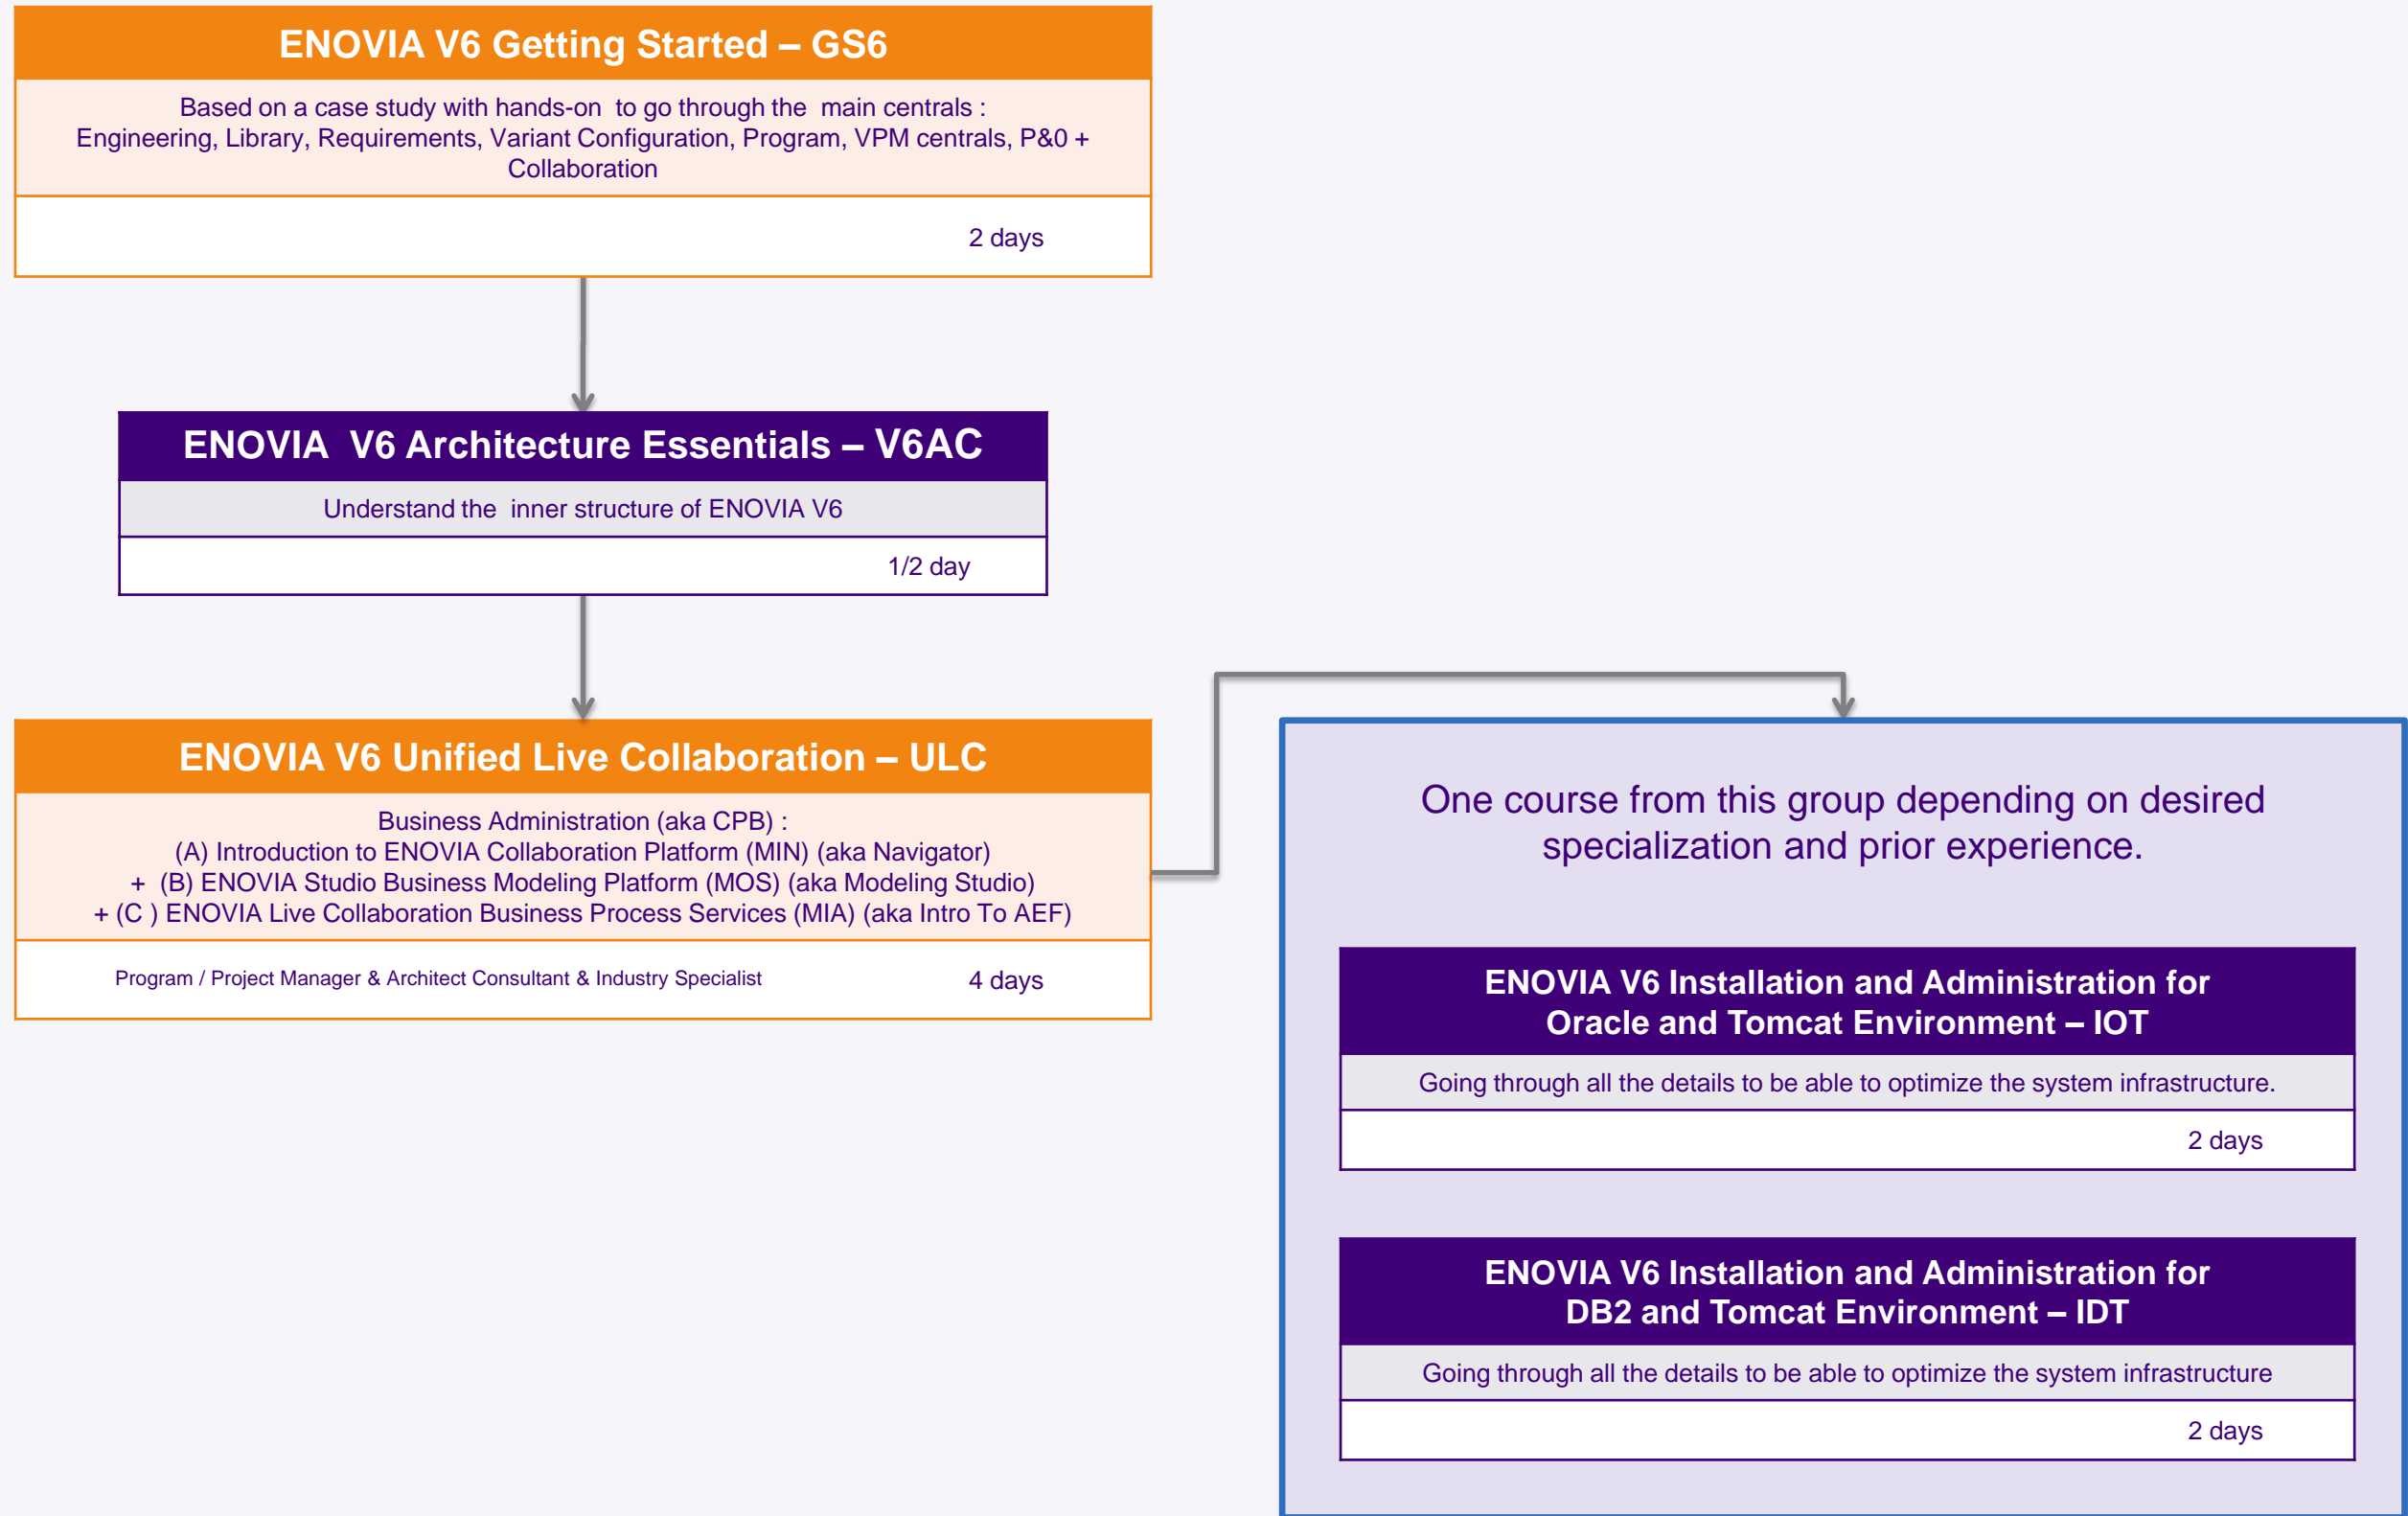 ENOVIA V6 Getting Started – GS6
Based on a case study with hands-on  to go through the  main centrals :
Engineering, Library, Requirements, Variant Configuration, Program, VPM centrals, P&0 +
Collaboration
2 days
ENOVIA  V6 Architecture Essentials – V6AC
Understand the  inner structure of ENOVIA V6
1/2 day
ENOVIA V6 Unified Live Collaboration – ULC
Business Administration (aka CPB) :
(A) Introduction to ENOVIA Collaboration Platform (MIN) (aka Navigator)
+  (B) ENOVIA Studio Business Modeling Platform (MOS) (aka Modeling Studio)
+ (C ) ENOVIA Live Collaboration Business Process Services (MIA) (aka Intro To AEF)
Program / Project Manager & Architect Consultant & Industry Specialist
4 days
One course from this group depending on desired
specialization and prior experience.
ENOVIA V6 Installation and Administration for
Oracle and Tomcat Environment – IOT
Going through all the details to be able to optimize the system infrastructure.
2 days
ENOVIA V6 Installation and Administration for
DB2 and Tomcat Environment – IDT
Going through all the details to be able to optimize the system infrastructure
2 days